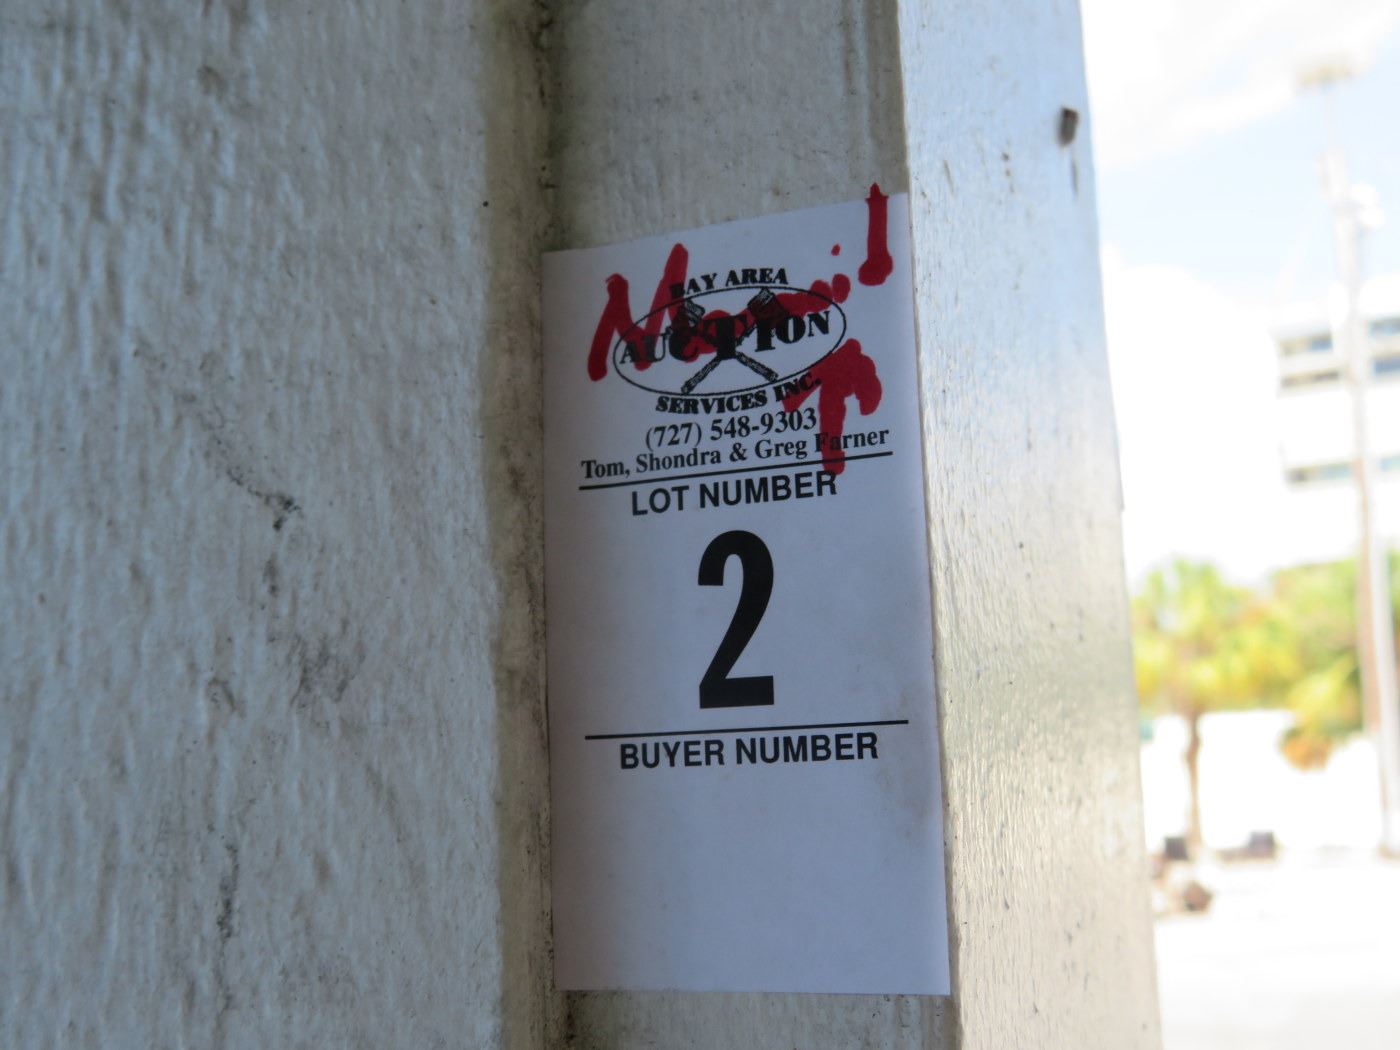 BAY AREA
AUCTION
SERVICES INC.
(727) 548-9303
Tom, Shondra & Greg Farner
LOT NUMBER
2
BUYER NUMBER